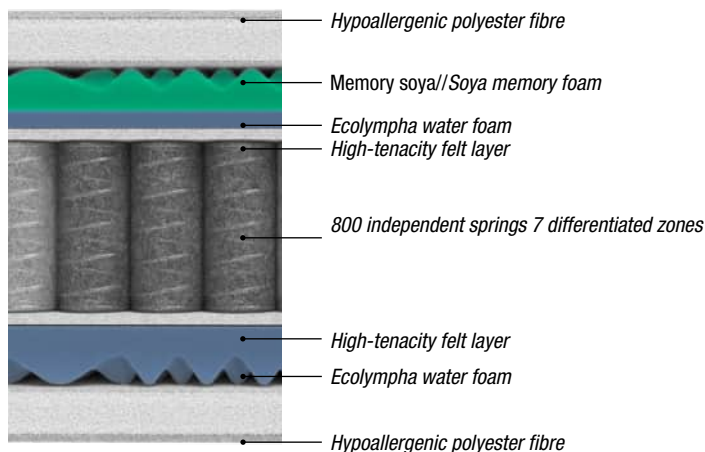 Hypoallergenic polyester fibre
Memory soya//Soya memory foam
Ecolympha water foam
High-tenacity felt layer
800 independent springs 7 differentiated zones
High-tenacity felt layer
Ecolympha water foam
Hypoallergenic polyester fibre